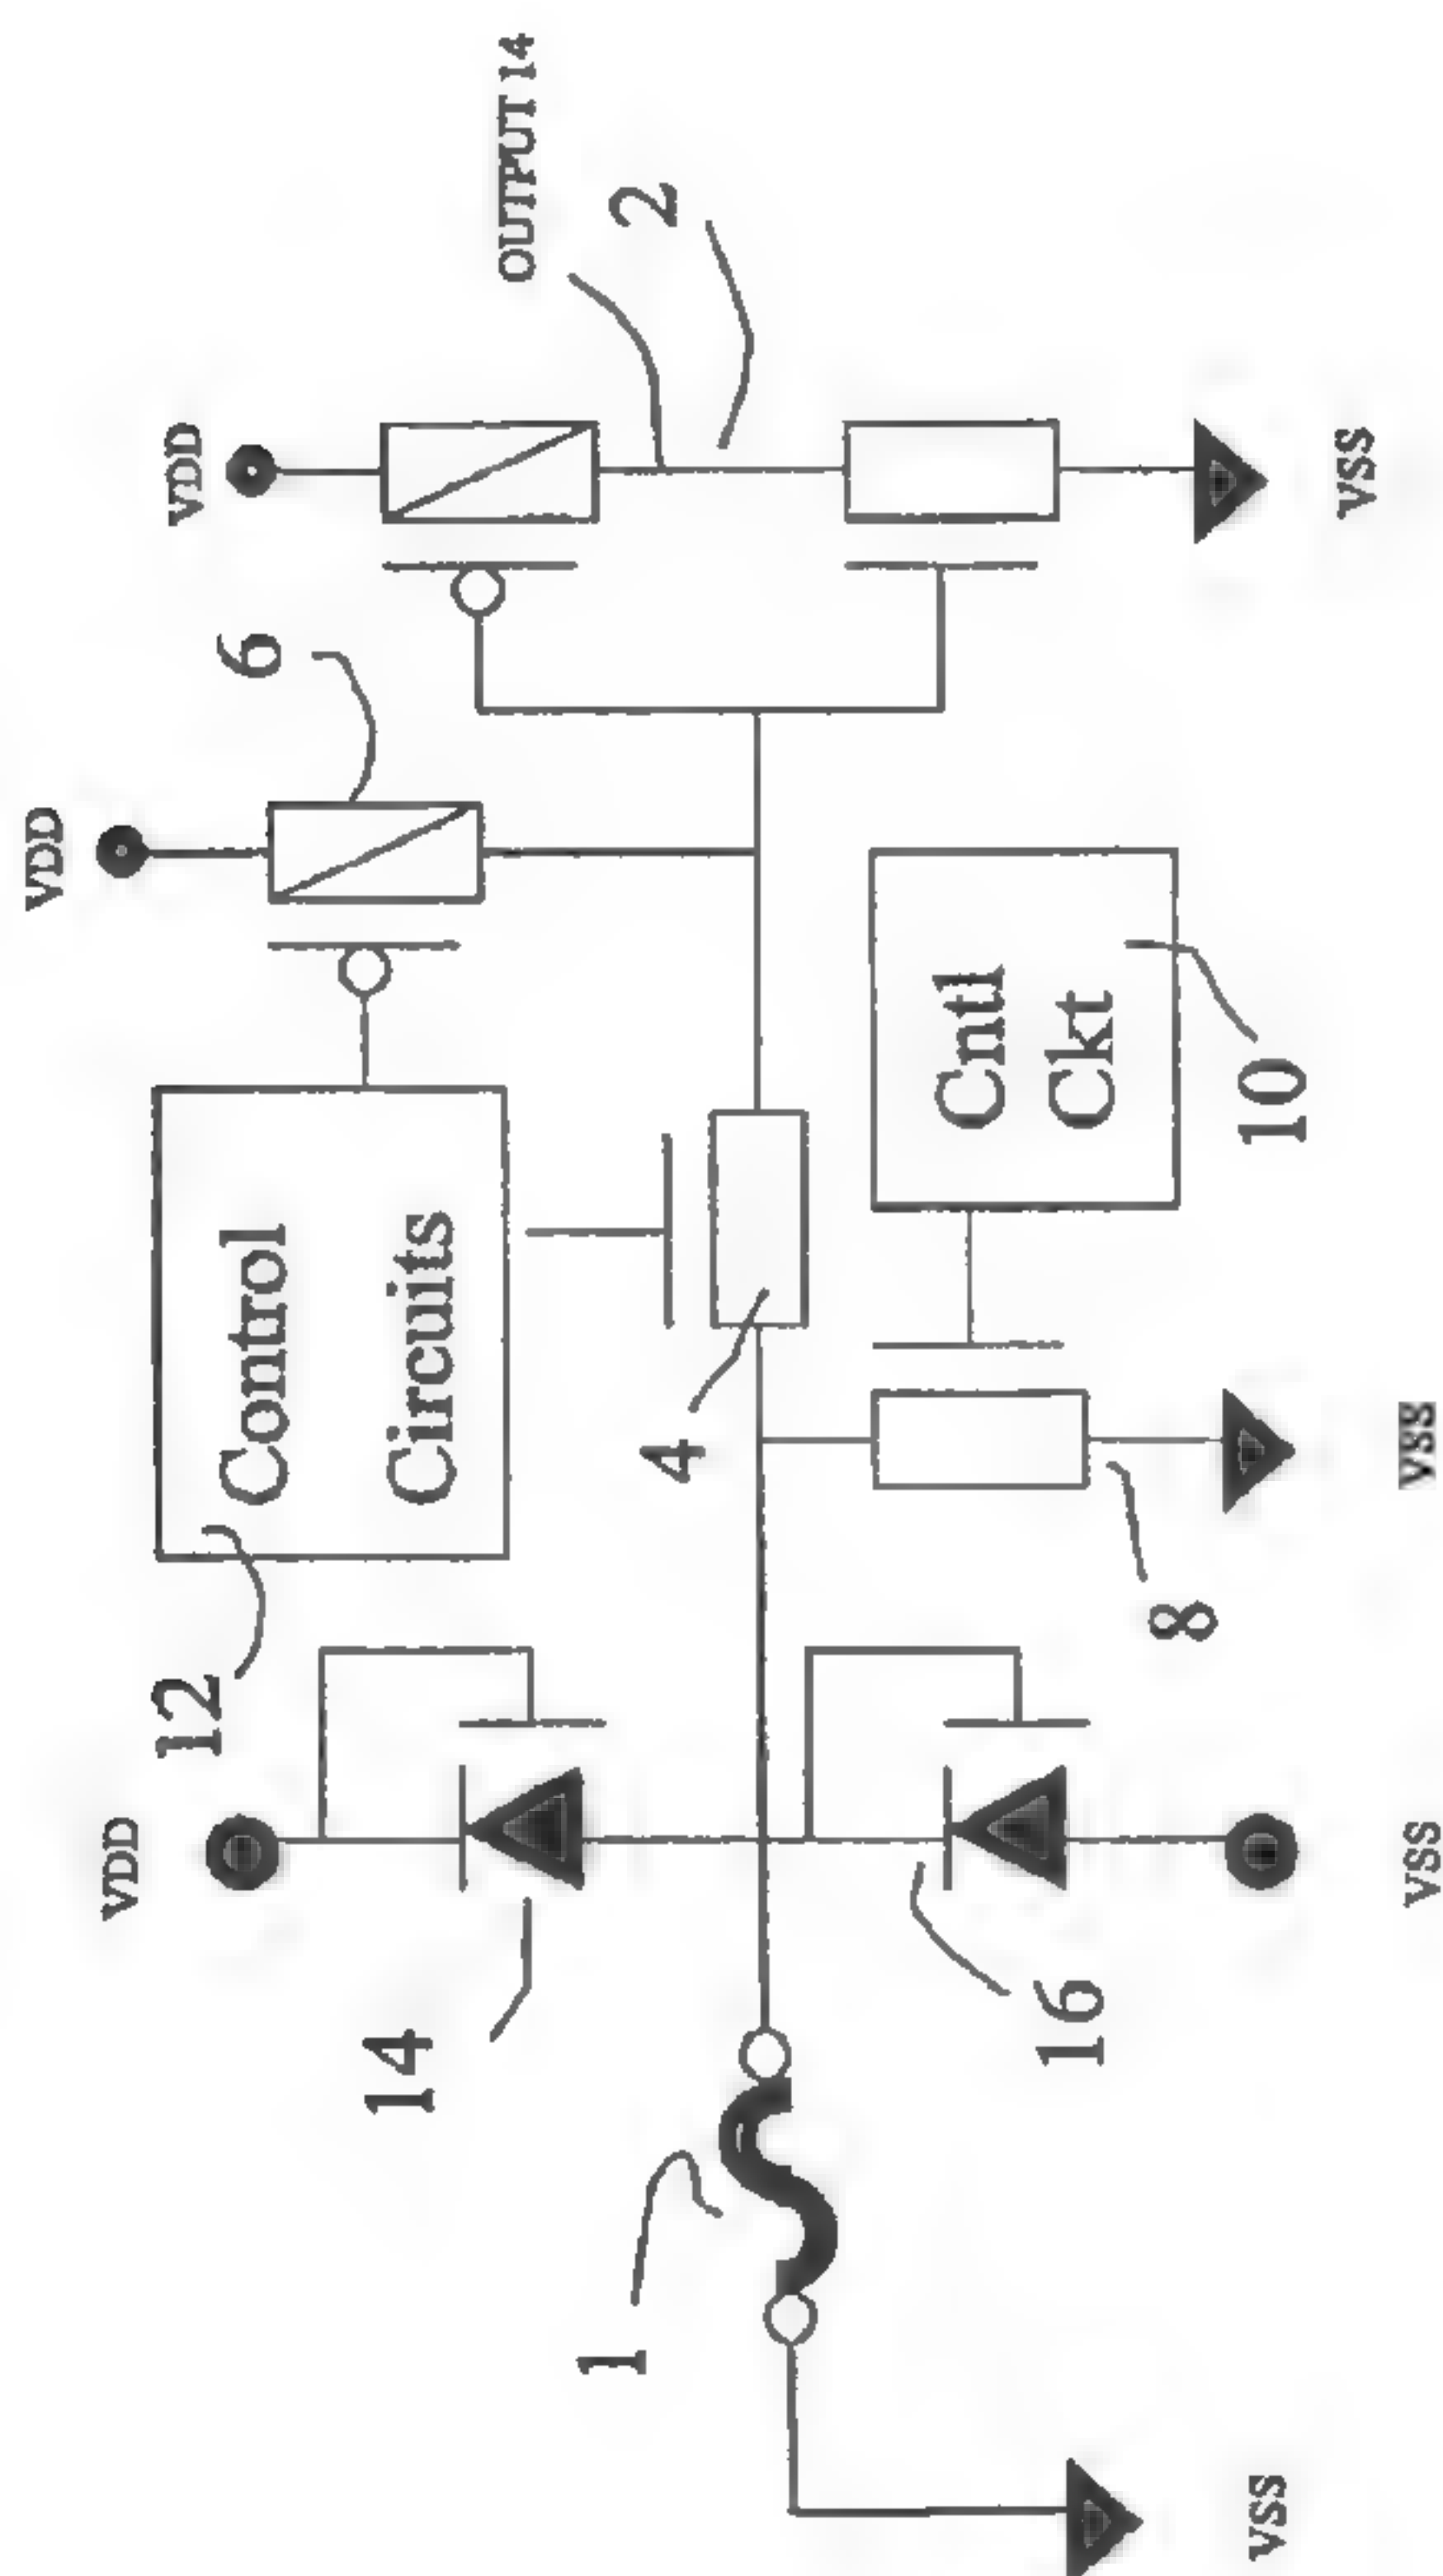 VDD
VDD
VDD
OUTPUT 14
2
6
12
Control
Circuits
14
4
Cntl
Ckt
10
1
16
8
VSS
VSS
VSS
VSS